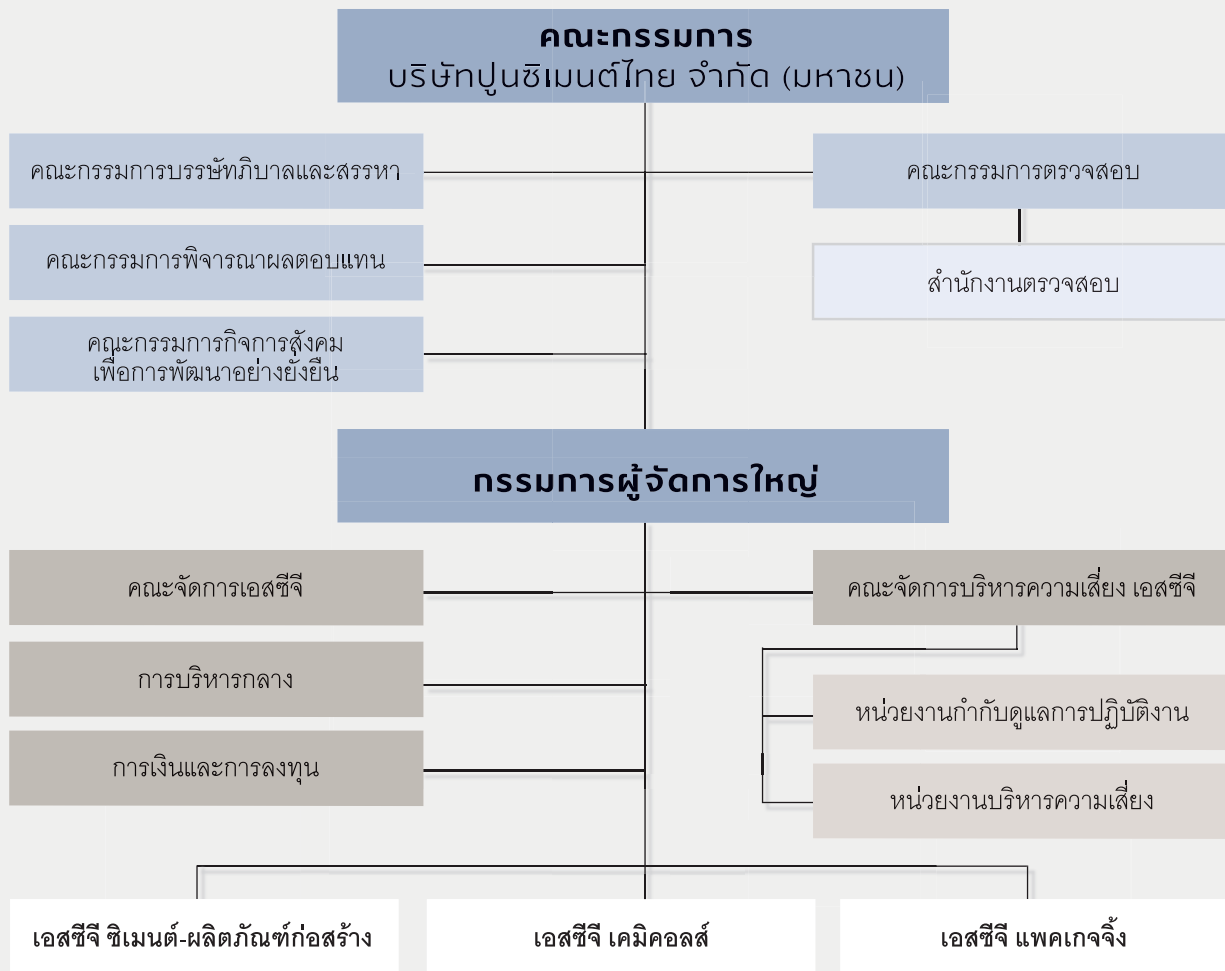 คณะกรรมการ
บริษัทปูนซิเมนต์ไทย จำกัด (มหาชน)
คณะกรรมการบรรษัทภิบาลและสรรหา
คณะกรรมการตรวจสอบ
คณะกรรมการพิจารณาผลตอบแทน
สำนักงานตรวจสอบ
คณะกรรมการกิจการสังคม
เพื่อการพัฒนาอย่างยั่งยืน
กรรมการผู้จัดการใหญ่
คณะจัดการเอสซีจี
คณะจัดการบริหารความเสี่ยง เอสซีจี
การบริหารกลาง
หน่วยงานกำกับดูแลการปฏิบัติงาน
การเงินและการลงทุน
หน่วยงานบริหารความเสี่ยง
เอสซีจี ซิเมนต์-ผลิตภัณฑ์ก่อสร้าง
เอสซีจี เคมิคอลส์
เอสซีจี แพคเกจจิ้ง